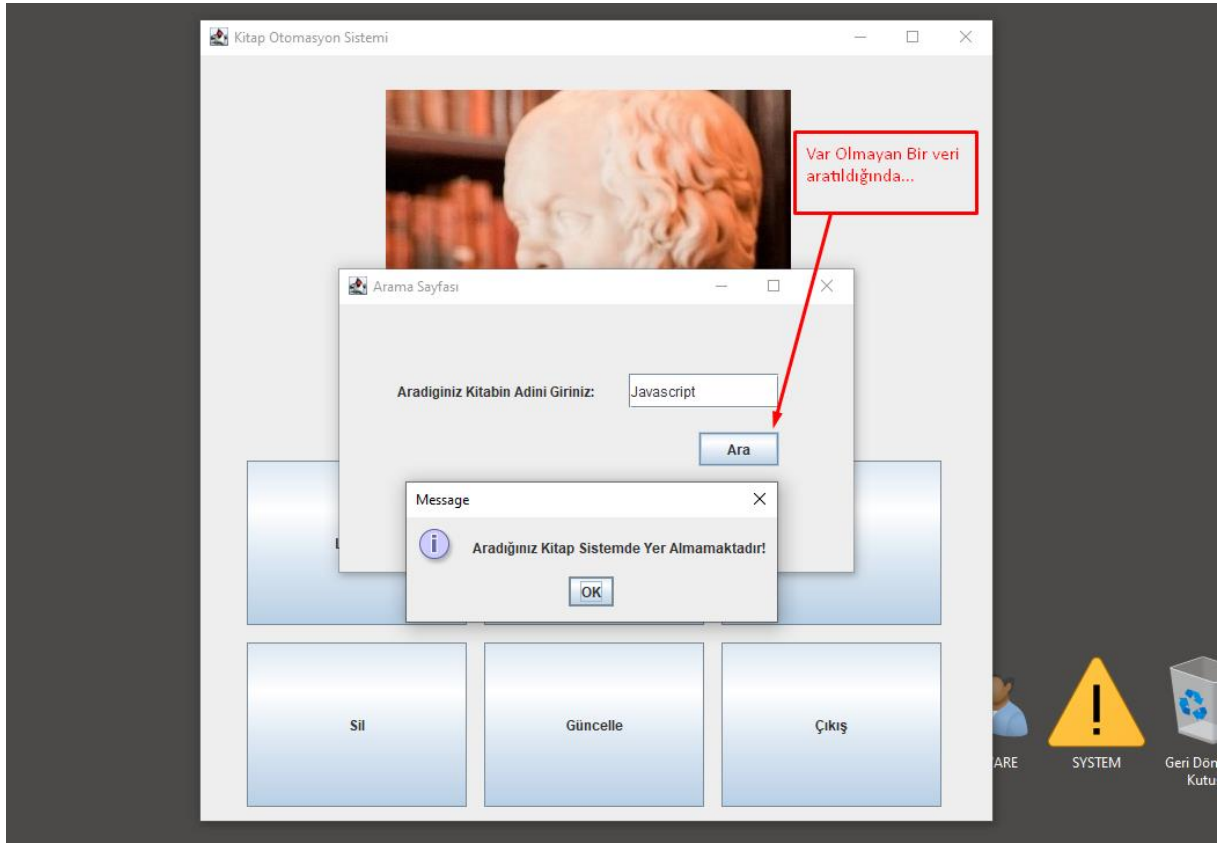 Kitap Otomasyon Sistemi
Var Olmayan Bir veri
aratıldığında...
Arama Sayfası
Aradiginiz Kitabin Adini Giriniz:
Javascript
Ara
Message
Aradığınız Kitap Sistemde Yer Almamaktadır!
OK
Sil
Güncelle
Çıkış
SYSTEM